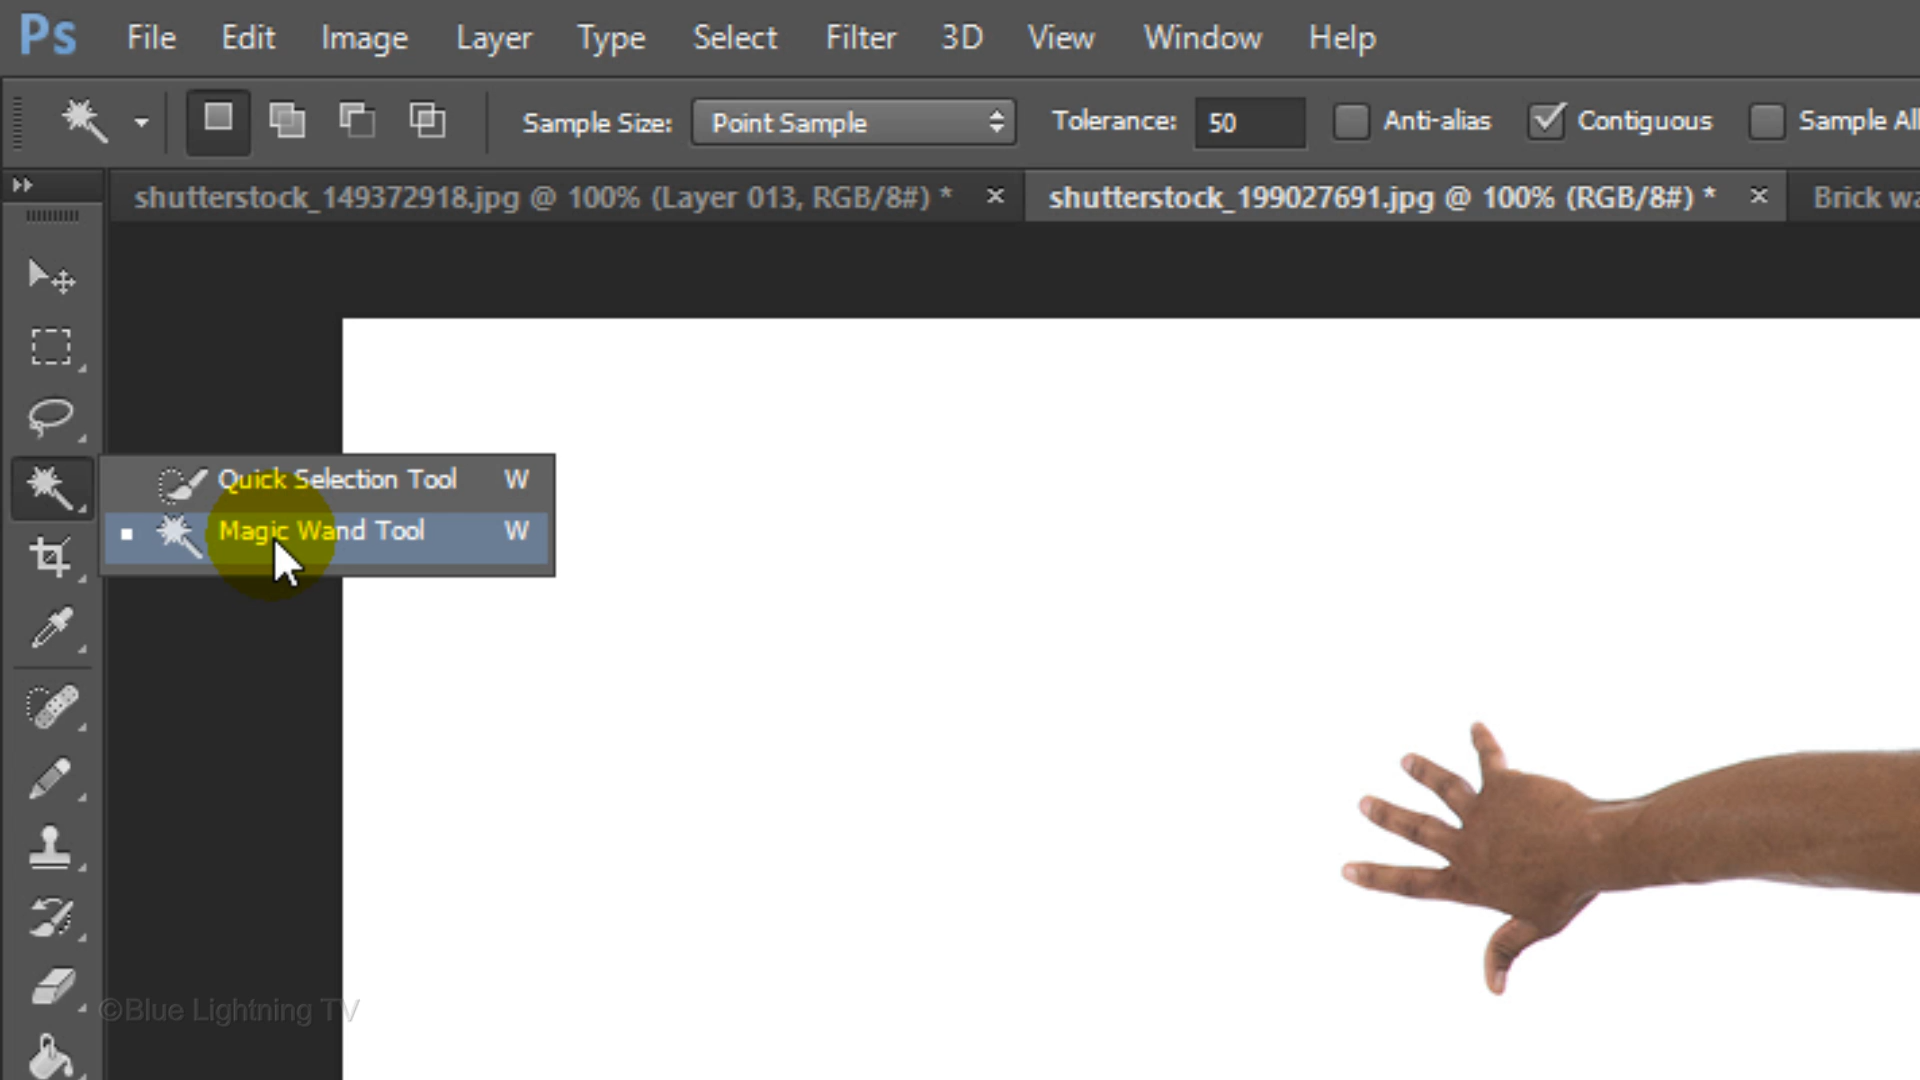 Ps File Edit Image Layer Type Select Filter 3D View Window Help
Sample Size: Point Sample Tolerance: 50 Anti-alias Contiguous Sample All
shutterstock_149372918.jpg @ 100% (Layer 013, RGB/8#) * × shutterstock_199027691.jpg @ 100% (RGB/8#) * × Brick
Quick Selection Tool W
Magic Wand Tool W
©Blue Lightning TV